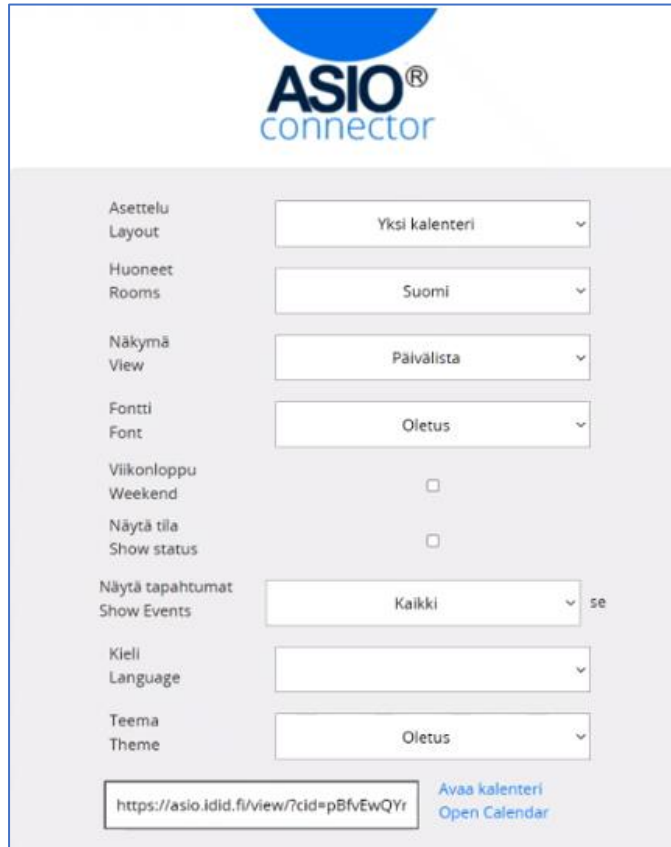 ASIO®
connector
Asettelu
Layout
Yksi kalenteri
Huoneet
Rooms
Suomi
Näkymä
View
Päivälista
Fontti
Font
Oletus
Viikonloppu
Weekend
Näytä tila
Show status
Näytä tapahtumat
Show Events
Kaikki
se
Kieli
Language
Teema
Theme
Oletus
https://asio.idid.fi/view/?cid=pBfvEwQYr
Avaa kalenteri
Open Calendar